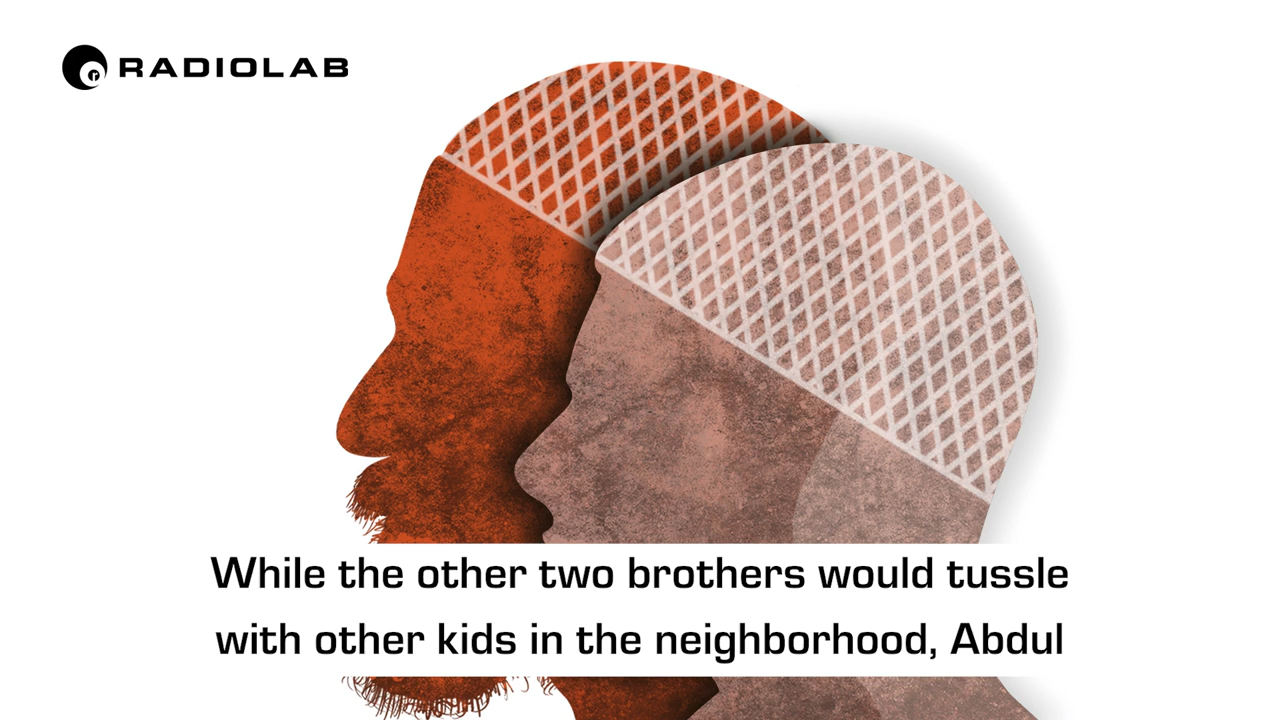 RADIOLAB
While the other two brothers would tussle
with other kids in the neighborhood, Abdul